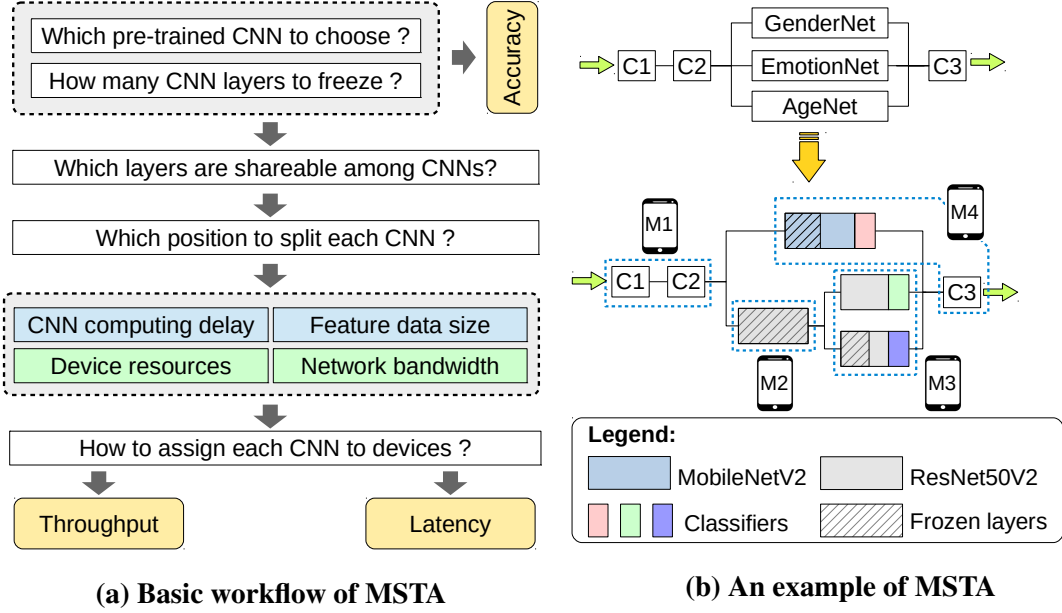 Which pre-trained CNN to choose ?
How many CNN layers to freeze ?
Accuracy
Which layers are shareable among CNNs?
Which position to split each CNN ?
CNN computing delay
Feature data size
Device resources
Network bandwidth
How to assign each CNN to devices ?
Throughput
Latency
(a) Basic workflow of MSTA
GenderNet
C1
C2
EmotionNet
C3
AgeNet
M1
M4
C1
C2
C3
M2
M3
Legend:
MobileNetV2
ResNet50V2
Classifiers
Frozen layers
(b) An example of MSTA